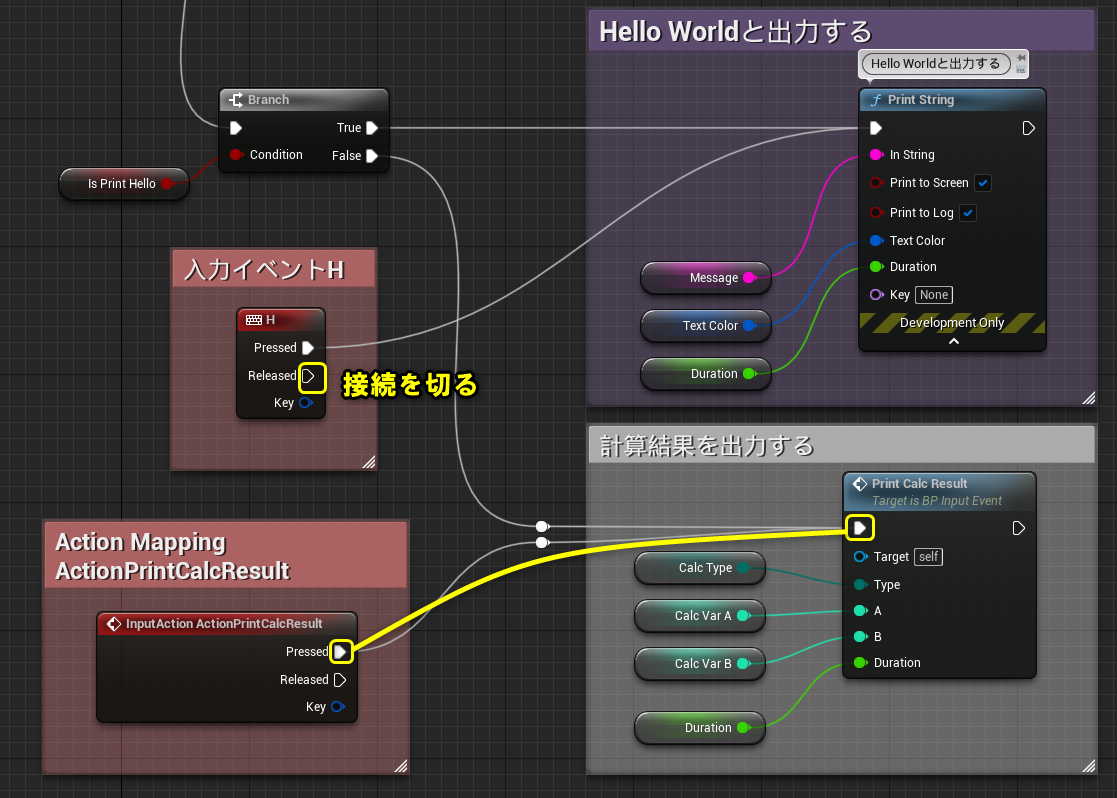 Hello Worldと出力する
Hello Worldと出力する
Print String
In String
Print to Screen
Print to Log
Text Color
Duration
Key None
Development Only
Message
Text Color
Duration
Branch
True
Condition
False
Is Print Hello
入力イベントH
H
Pressed
Released
Key
接続を切る
計算結果を出力する
Print Calc Result
Target is BP Input Event
Target self
Type
A
B
Duration
Calc Type
Calc Var A
Calc Var B
Duration
Action Mapping
ActionPrintCalcResult
InputAction ActionPrintCalcResult
Pressed
Released
Key